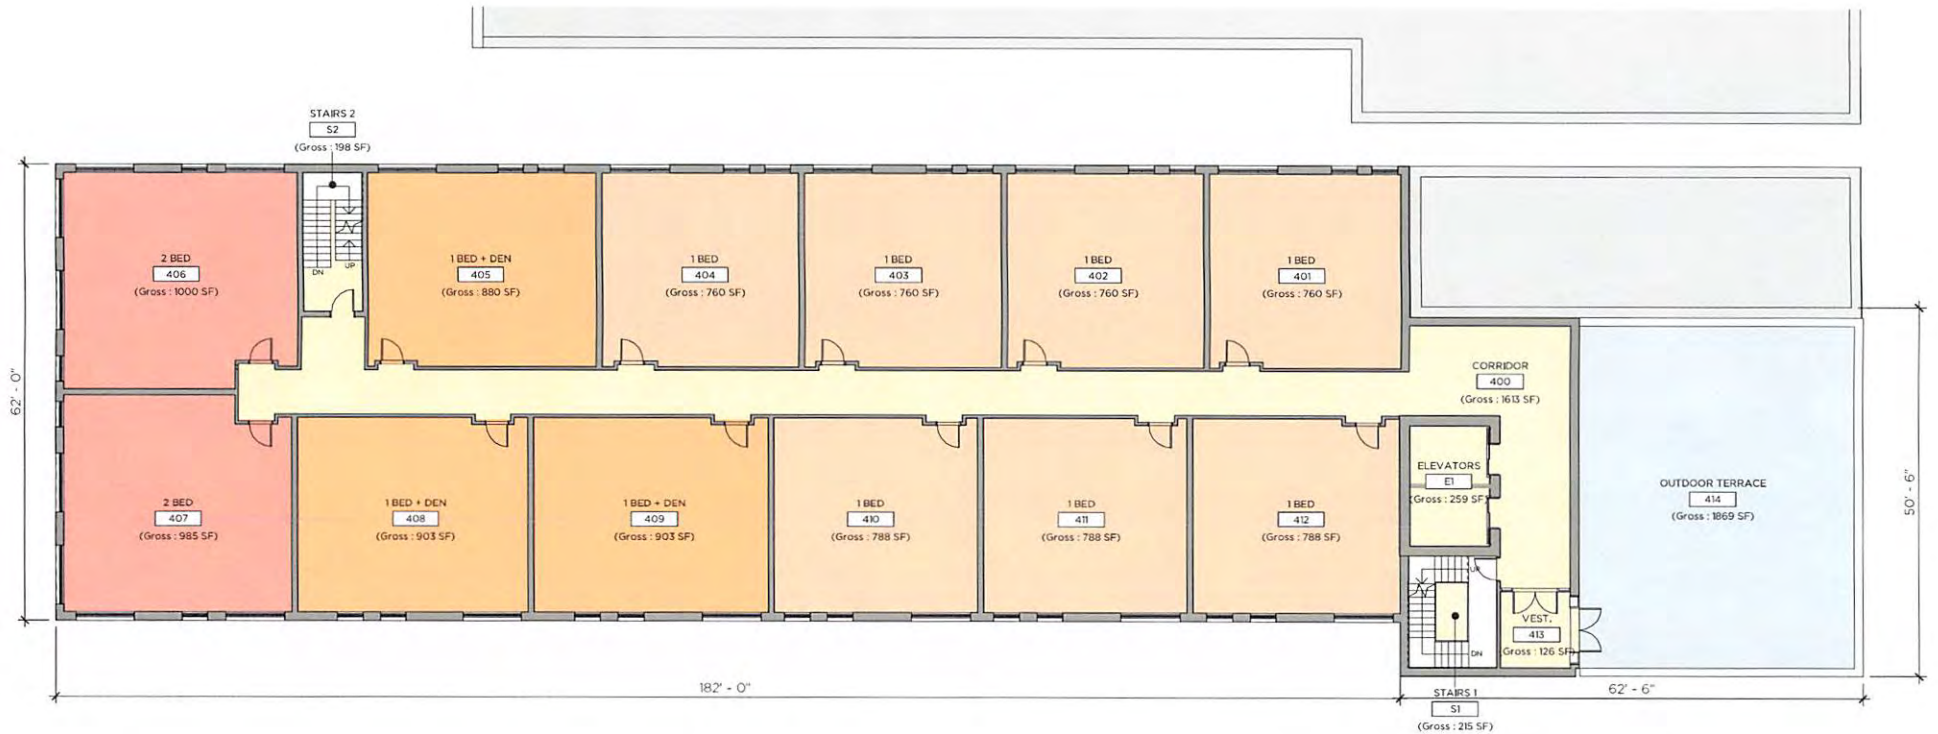 STAIRS 2
S2
(Gross : 198 SF)
2 BED
406
(Gross : 1000 SF)
DN
UP
1 BED + DEN
405
(Gross : 880 SF)
1 BED
404
(Gross : 760 SF)
1 BED
403
(Gross : 760 SF)
1 BED
402
(Gross : 760 SF)
1 BED
401
(Gross : 760 SF)
62' - 0"
CORRIDOR
400
(Gross : 1613 SF)
2 BED
407
(Gross : 985 SF)
1 BED + DEN
408
(Gross : 903 SF)
1 BED + DEN
409
(Gross : 903 SF)
1 BED
410
(Gross : 788 SF)
1 BED
411
(Gross : 788 SF)
1 BED
412
(Gross : 788 SF)
ELEVATORS
E1
(Gross : 259 SF)
OUTDOOR TERRACE
414
(Gross : 1869 SF)
50' - 6"
UP
DN
VEST.
413
Gross : 126 SF
182' - 0"
62' - 6"
STAIRS 1
S1
(Gross : 215 SF)